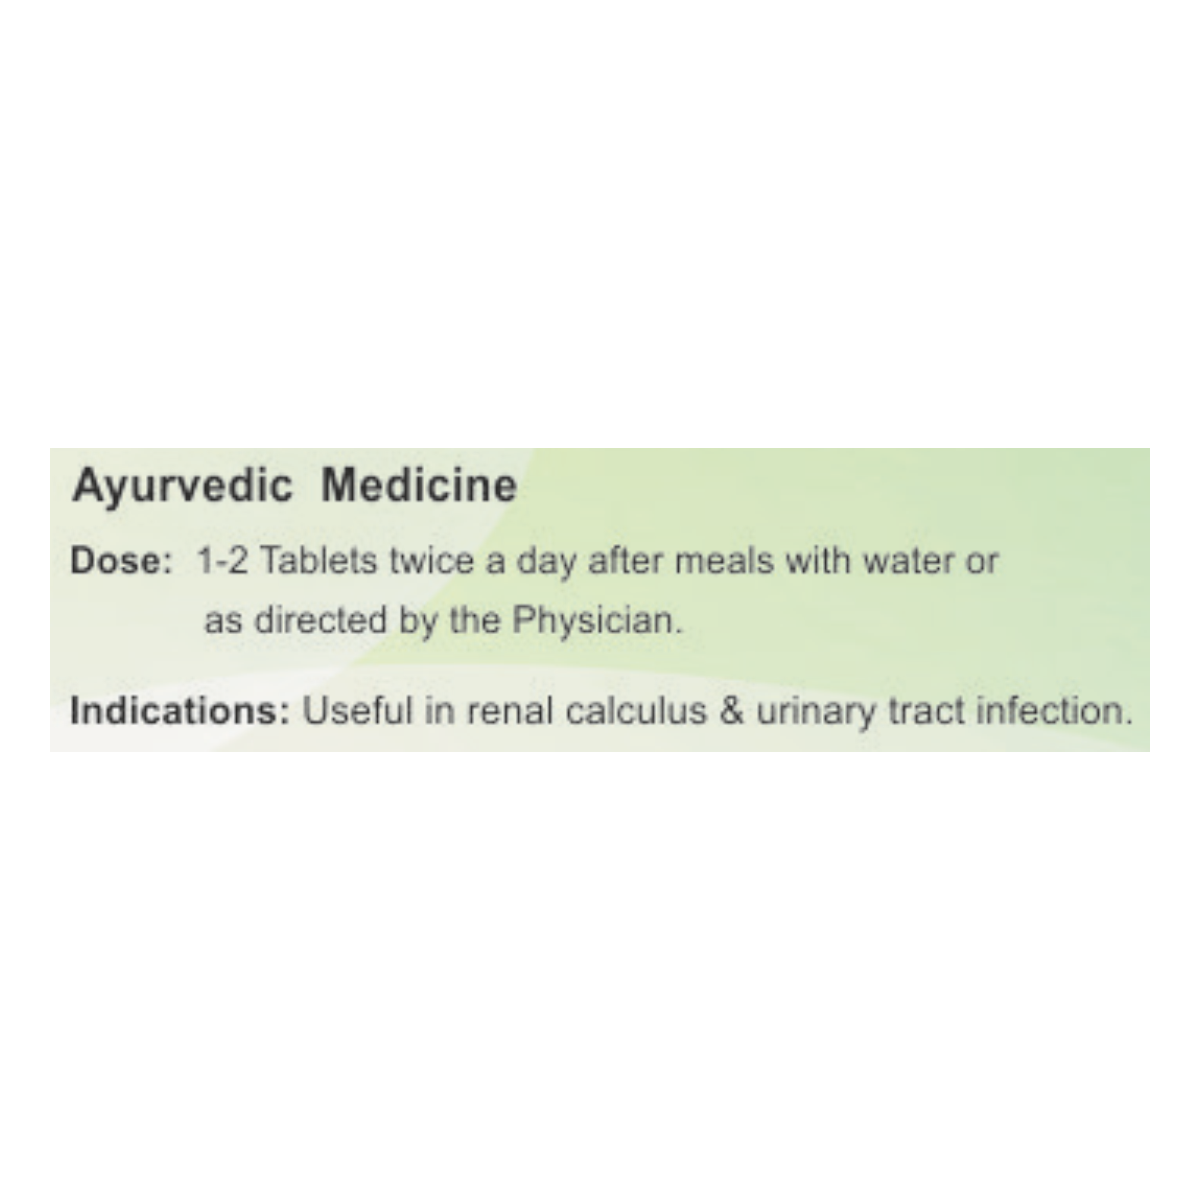 Ayurvedic Medicine
Dose: 1-2 Tablets twice a day after meals with water or
as directed by the Physician.
Indications: Useful in renal calculus & urinary tract infection.